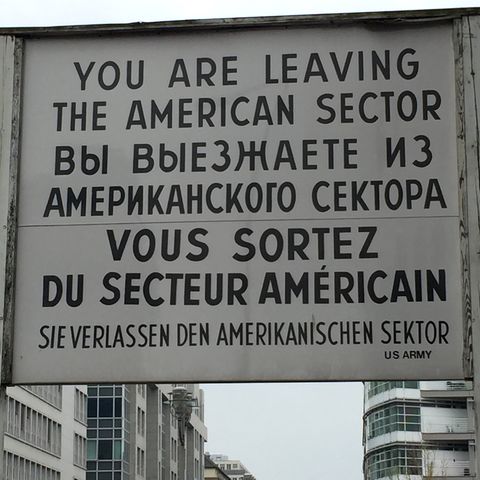 YOU ARE LEAVING
THE AMERICAN SECTOR
ВЫ ВЫЕЗЖАЕТЕ ИЗ
АМЕРИКАНСКОГО СЕКТОРА
VOUS SORTEZ
DU SECTEUR AMÉRICAIN
SIE VERLASSEN DEN AMERIKANISCHEN SEKTOR
US ARMY